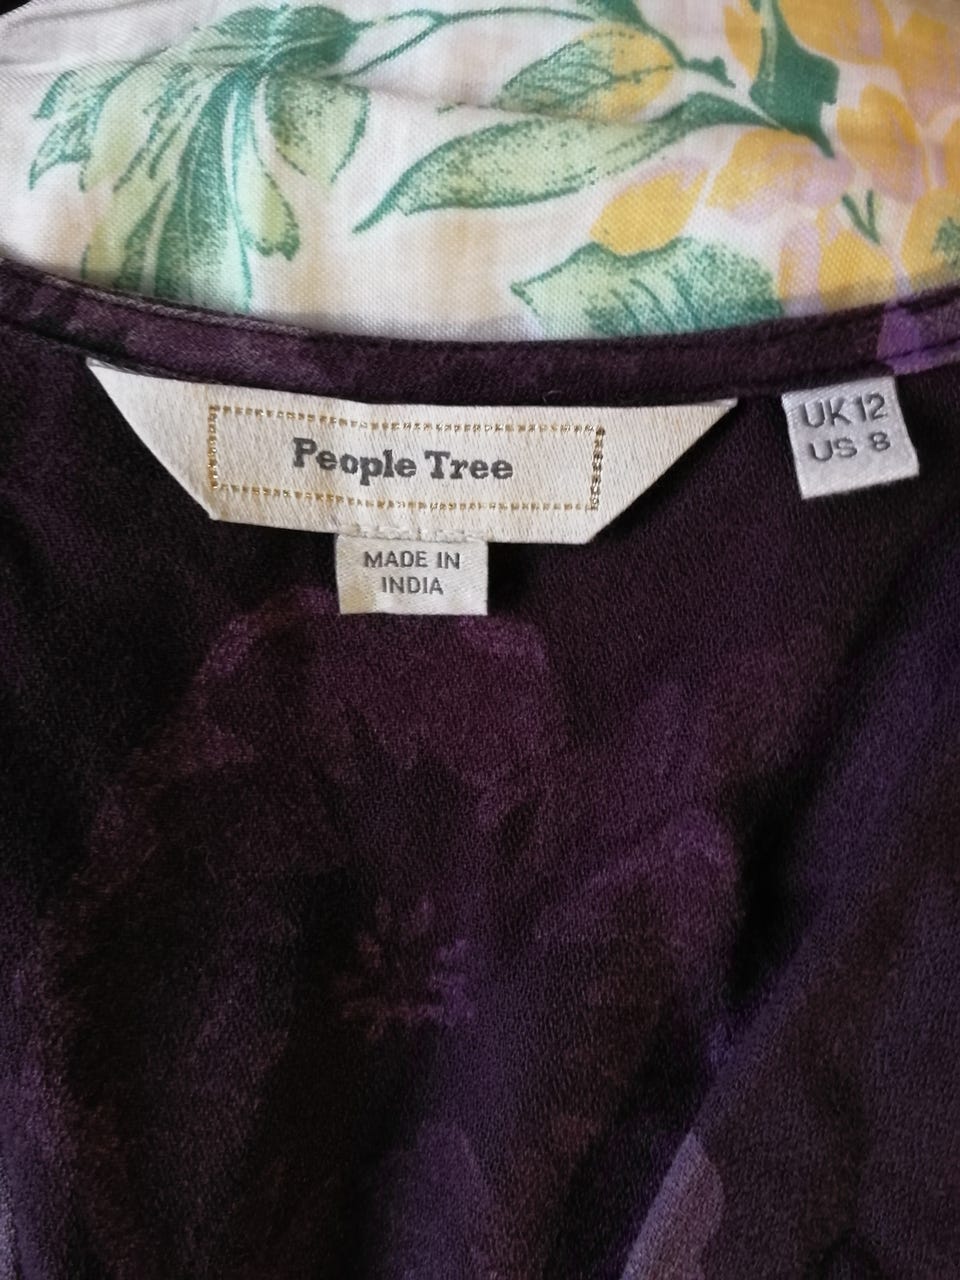 People Tree
MADE IN
INDIA
UK 12
US 8